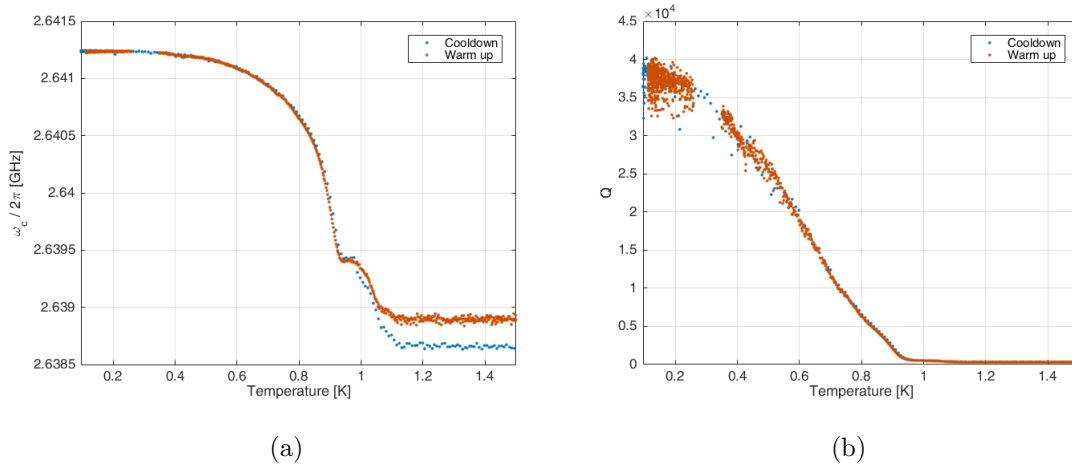 2.6415
2.641
2.6405
2.64
2.6395
2.639
2.6385
ω_c / 2π [GHz]
0.2 0.4 0.6 0.8 1 1.2 1.4
Temperature [K]
Cooldown
Warm up
(a)
×10⁴
4.5
4
3.5
3
2.5
2
1.5
1
0.5
0
Q
0.2 0.4 0.6 0.8 1 1.2 1.4
Temperature [K]
Cooldown
Warm up
(b)